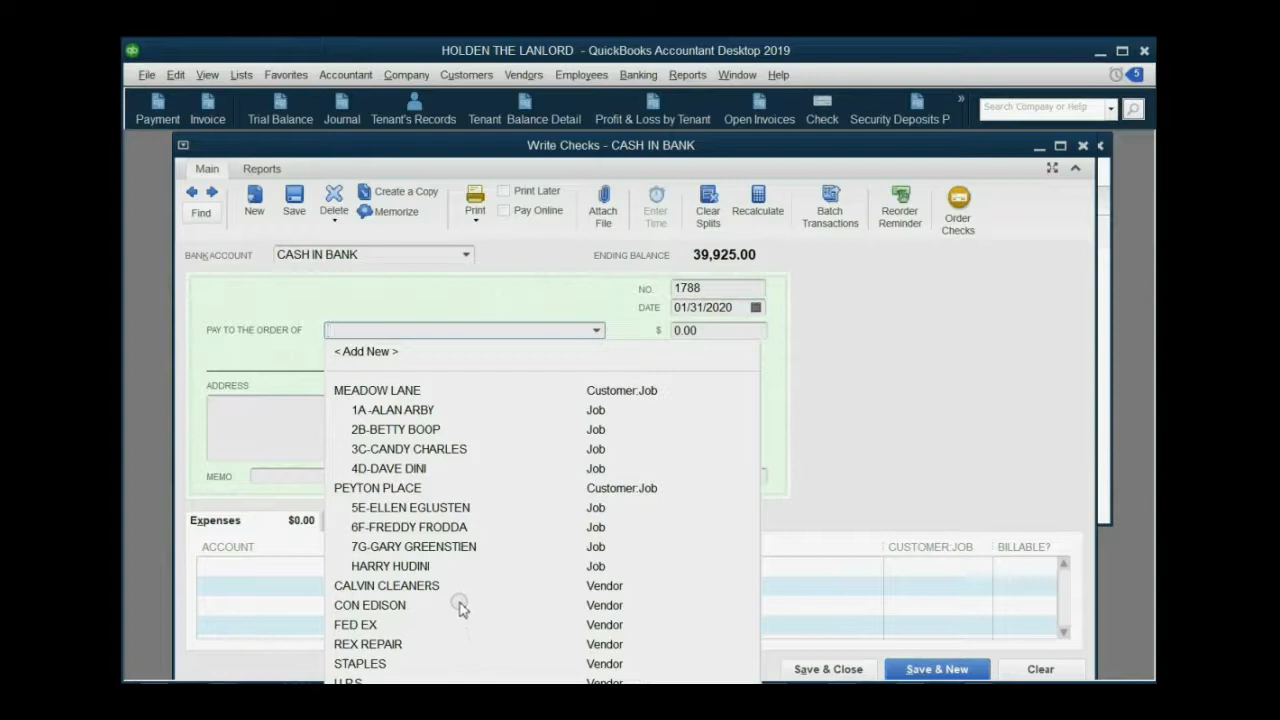 HOLDEN THE LANLORD - QuickBooks Accountant Desktop 2019
File Edit View Lists Favorites Accountant Company Customers Vendors Employees Banking Reports Window Help 5
Payment Invoice Trial Balance Journal Tenant's Records Tenant Balance Detail Profit & Loss by Tenant Open Invoices Check Security Deposits P » Search Company or Help
Write Checks - CASH IN BANK
Main Reports
Find New Save Delete Create a Copy Memorize Print Print Later Pay Online Attach File Enter Time Clear Splits Recalculate Batch Transactions Reorder Reminder Order Checks
BANK ACCOUNT CASH IN BANK ENDING BALANCE 39,925.00
NO. 1788
DATE 01/31/2020
PAY TO THE ORDER OF $ 0.00
< Add New >
ADDRESS
MEADOW LANE Customer:Job
1A -ALAN ARBY Job
2B-BETTY BOOP Job
3C-CANDY CHARLES Job
4D-DAVE DINI Job
MEMO
PEYTON PLACE Customer:Job
5E-ELLEN EGLUSTEN Job
Expenses $0.00
6F-FREDDY FRODDA Job
ACCOUNT 7G-GARY GREENSTIEN Job CUSTOMER:JOB BILLABLE?
HARRY HUDINI Job
CALVIN CLEANERS Vendor
CON EDISON Vendor
FED EX Vendor
REX REPAIR Vendor
STAPLES Vendor
U.P.S. Vendor
Save & Close Save & New Clear